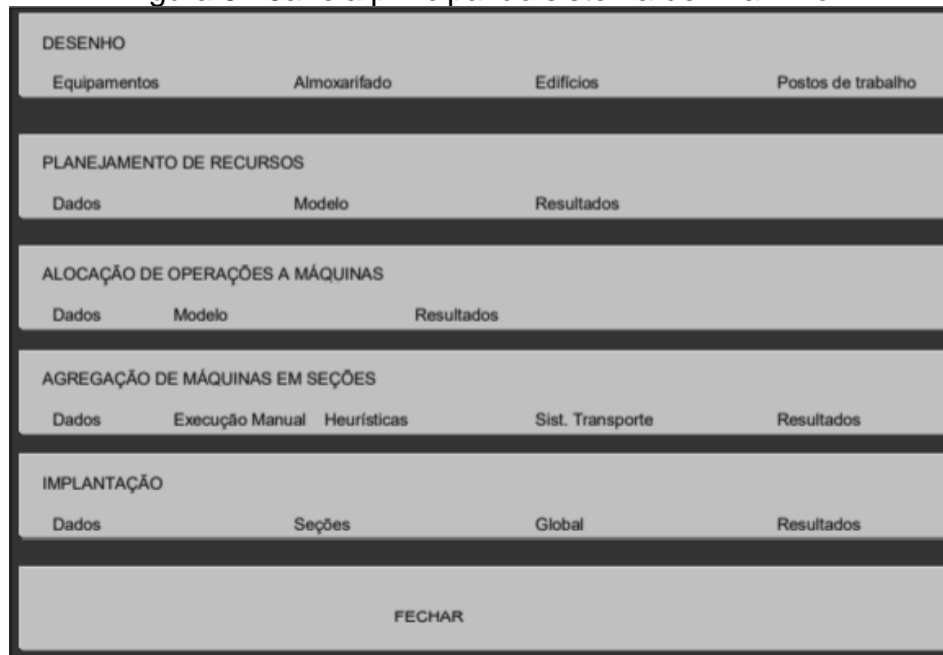 DESENHO
Equipamentos Almoxarifado Edifícios Postos de trabalho
PLANEJAMENTO DE RECURSOS
Dados Modelo Resultados
ALOCAÇÃO DE OPERAÇÕES A MÁQUINAS
Dados Modelo Resultados
AGREGAÇÃO DE MÁQUINAS EM SEÇÕES
Dados Execução Manual Heurísticas Sist. Transporte Resultados
IMPLANTAÇÃO
Dados Seções Global Resultados
FECHAR